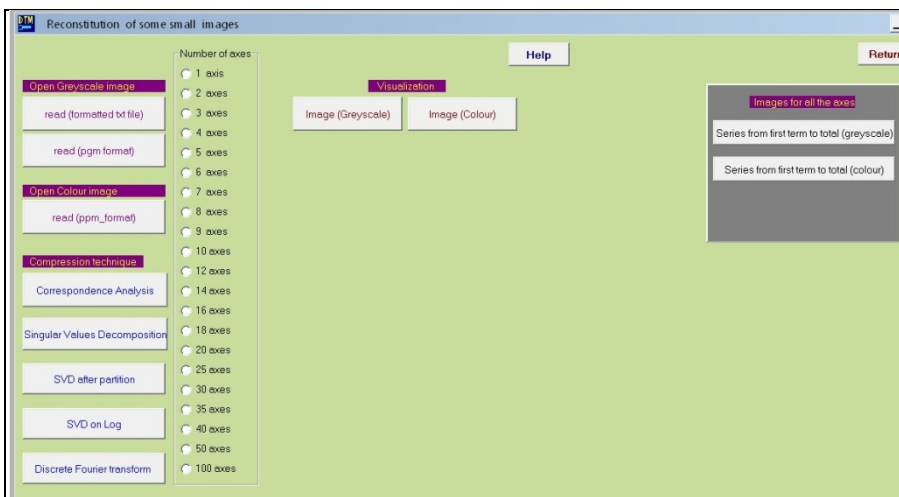 DTM
Reconstitution of some small images
Number of axes
Help
Return
Open Greyscale image
read (formatted txt file)
read (pgm format)
Open Colour image
read (ppm_format)
Compression technique
Correspondence Analysis
Singular Values Decomposition
SVD after partition
SVD on Log
Discrete Fourier transform
1 axis
2 axes
3 axes
4 axes
5 axes
6 axes
7 axes
8 axes
9 axes
10 axes
12 axes
14 axes
16 axes
18 axes
20 axes
25 axes
30 axes
35 axes
40 axes
50 axes
100 axes
Visualization
Image (Greyscale)
Image (Colour)
Images for all the axes
Series from first term to total (greyscale)
Series from first term to total (colour)